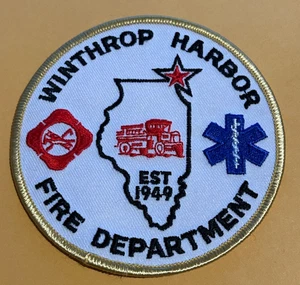 WINTHROP HARBOR
EST
1949
FIRE DEPARTMENT